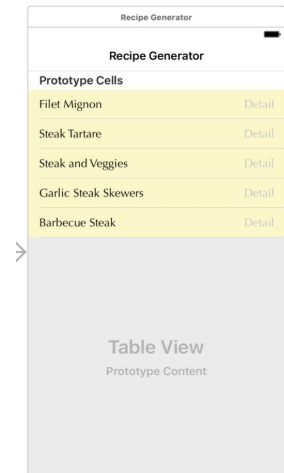 Recipe Generator
Recipe Generator
Prototype Cells
Filet Mignon Detail
Steak Tartare Detail
Steak and Veggies Detail
Garlic Steak Skewers Detail
Barbecue Steak Detail
Table View
Prototype Content